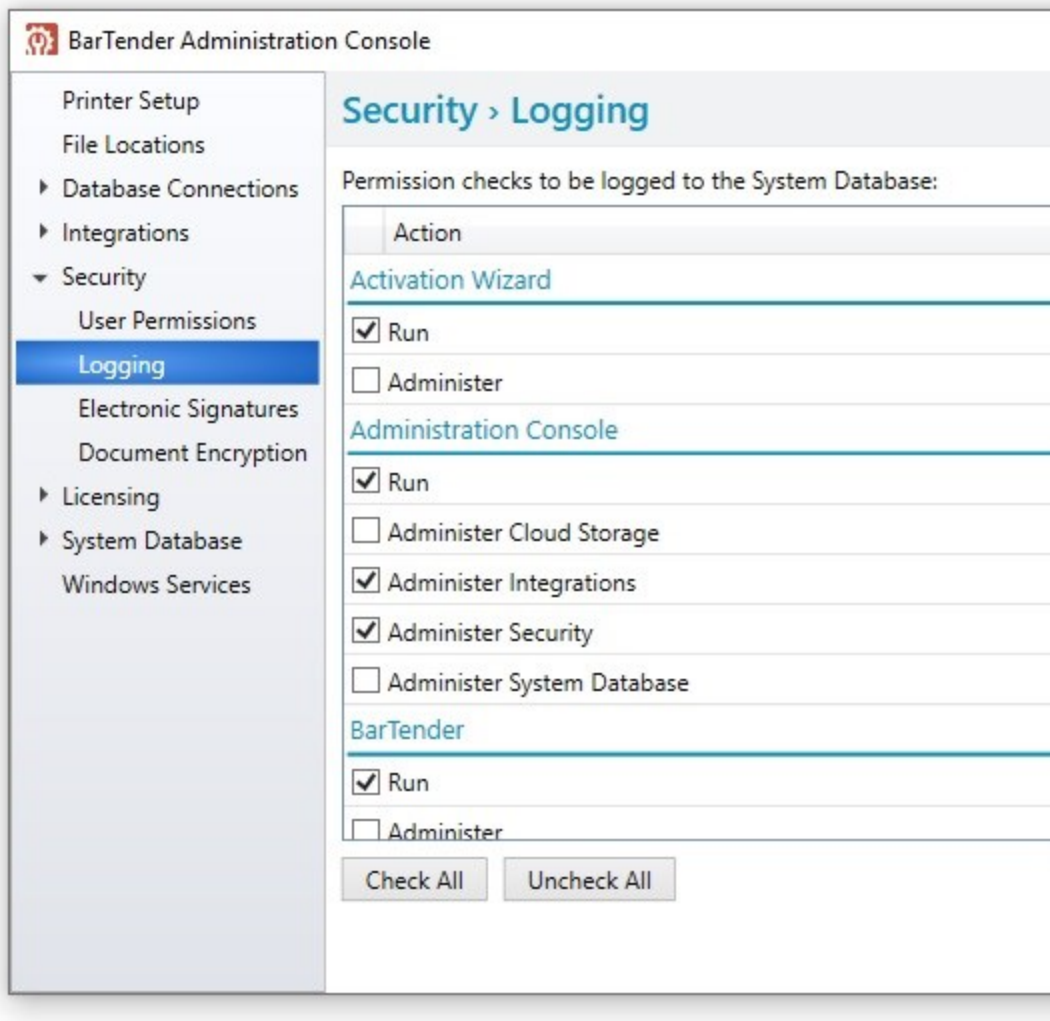 BarTender Administration Console
Printer Setup
File Locations
Database Connections
Integrations
Security
User Permissions
Logging
Electronic Signatures
Document Encryption
Licensing
System Database
Windows Services
Security › Logging
Permission checks to be logged to the System Database:
Action
Activation Wizard
Run
Administer
Administration Console
Run
Administer Cloud Storage
Administer Integrations
Administer Security
Administer System Database
BarTender
Run
Administer
Check All
Uncheck All